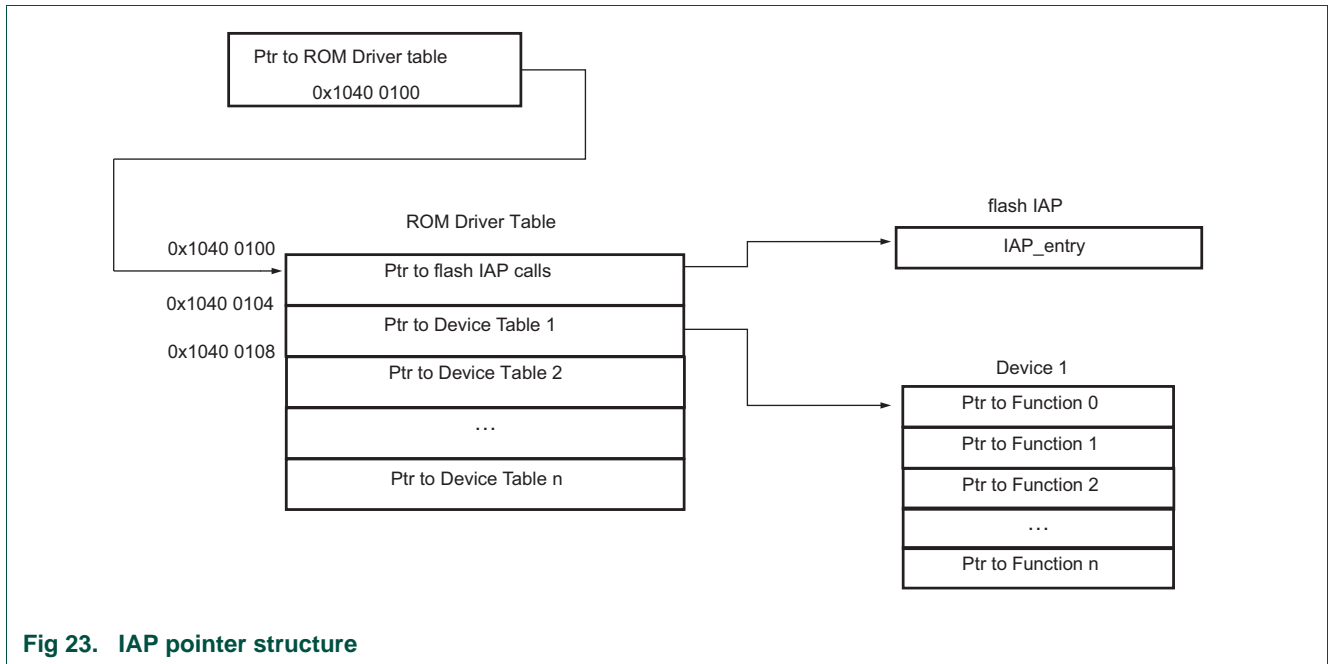 Ptr to ROM Driver table
0x1040 0100
ROM Driver Table
0x1040 0100
Ptr to flash IAP calls
0x1040 0104
Ptr to Device Table 1
0x1040 0108
Ptr to Device Table 2
...
Ptr to Device Table n
flash IAP
IAP_entry
Device 1
Ptr to Function 0
Ptr to Function 1
Ptr to Function 2
...
Ptr to Function n
Fig 23. IAP pointer structure